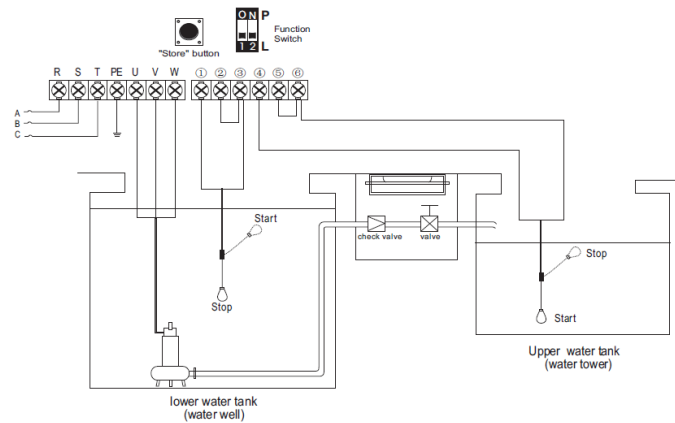 ON P
Function
Switch
1 2 L
"Store" button
R S T PE U V W ① ② ③ ④ ⑤ ⑥
A
B
C
Start
Stop
check valve
valve
Stop
Start
lower water tank
(water well)
Upper water tank
(water tower)